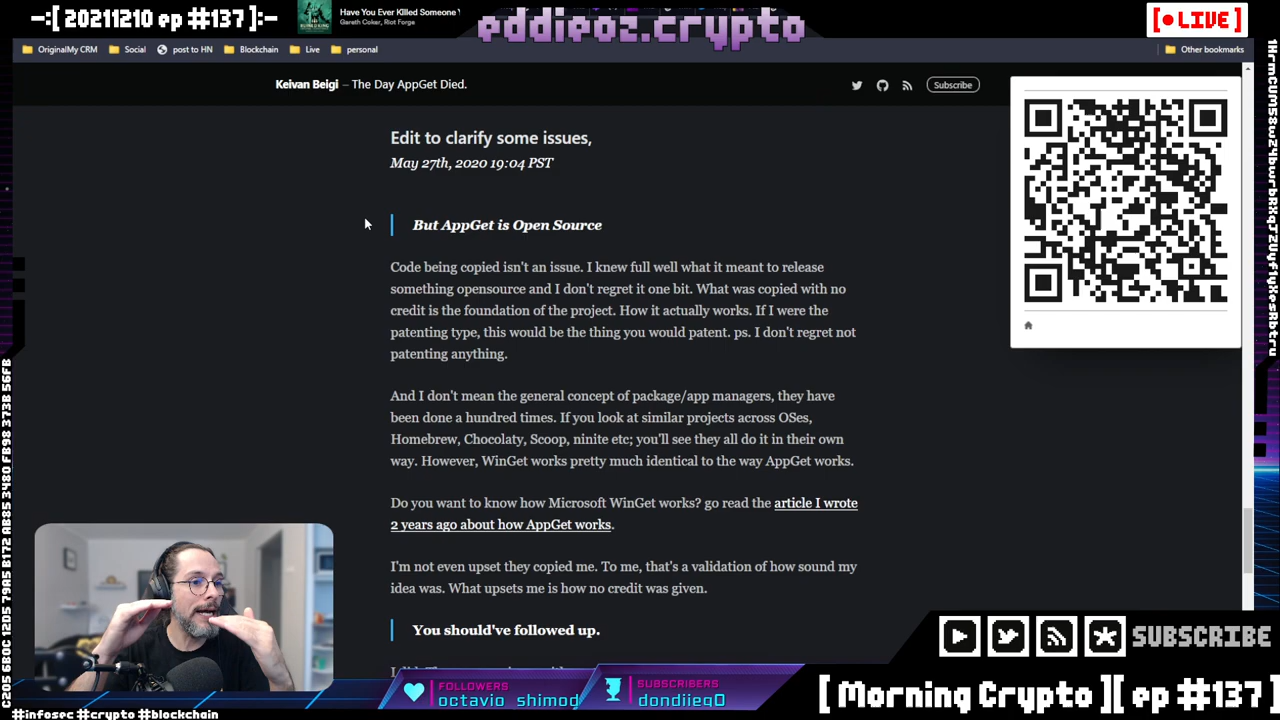 -:[ 20211210 ep #137 ]:-
Have You Ever Killed Someone
Gareth Coker, Riot Forge
eddieoz.crypto
[ LIVE ]
OriginalMy CRM
Social
post to HN
Blockchain
Live
personal
Other bookmarks
Keivan Beigi – The Day AppGet Died.
Subscribe
Edit to clarify some issues,
May 27th, 2020 19:04 PST
But AppGet is Open Source
Code being copied isn't an issue. I knew full well what it meant to release
something opensource and I don't regret it one bit. What was copied with no
credit is the foundation of the project. How it actually works. If I were the
patenting type, this would be the thing you would patent. ps. I don't regret not
patenting anything.
And I don't mean the general concept of package/app managers, they have
been done a hundred times. If you look at similar projects across OSes,
Homebrew, Chocolaty, Scoop, ninite etc; you'll see they all do it in their own
way. However, WinGet works pretty much identical to the way AppGet works.
Do you want to know how Microsoft WinGet works? go read the article I wrote
2 years ago about how AppGet works.
I'm not even upset they copied me. To me, that's a validation of how sound my
idea was. What upsets me is how no credit was given.
You should've followed up.
SUBSCRIBE
FOLLOWERS
octavio_shimod
SUBSCRIBERS
dondiieg0
[ Morning Crypto ][ ep #137 ]
#infosec #crypto #blockchain
C205 6B0C 12D5 79A5 B172 AB35 3480 FB98 373B 56FB